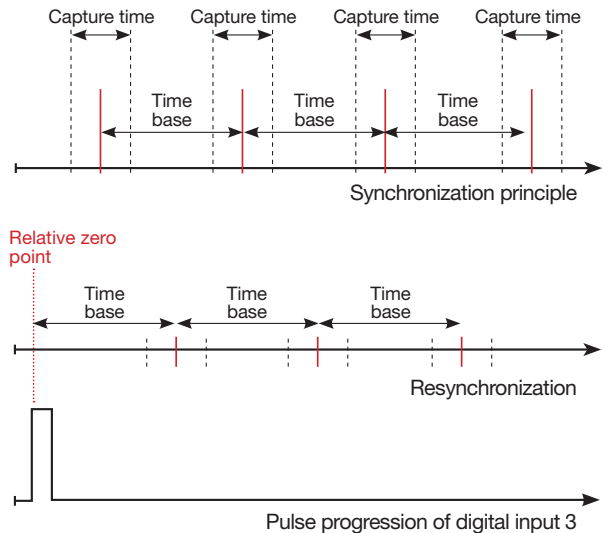 Capture time Capture time Capture time Capture time
Time Time Time
base base base
Synchronization principle
Relative zero
point
Time Time Time
base base base
Resynchronization
Pulse progression of digital input 3